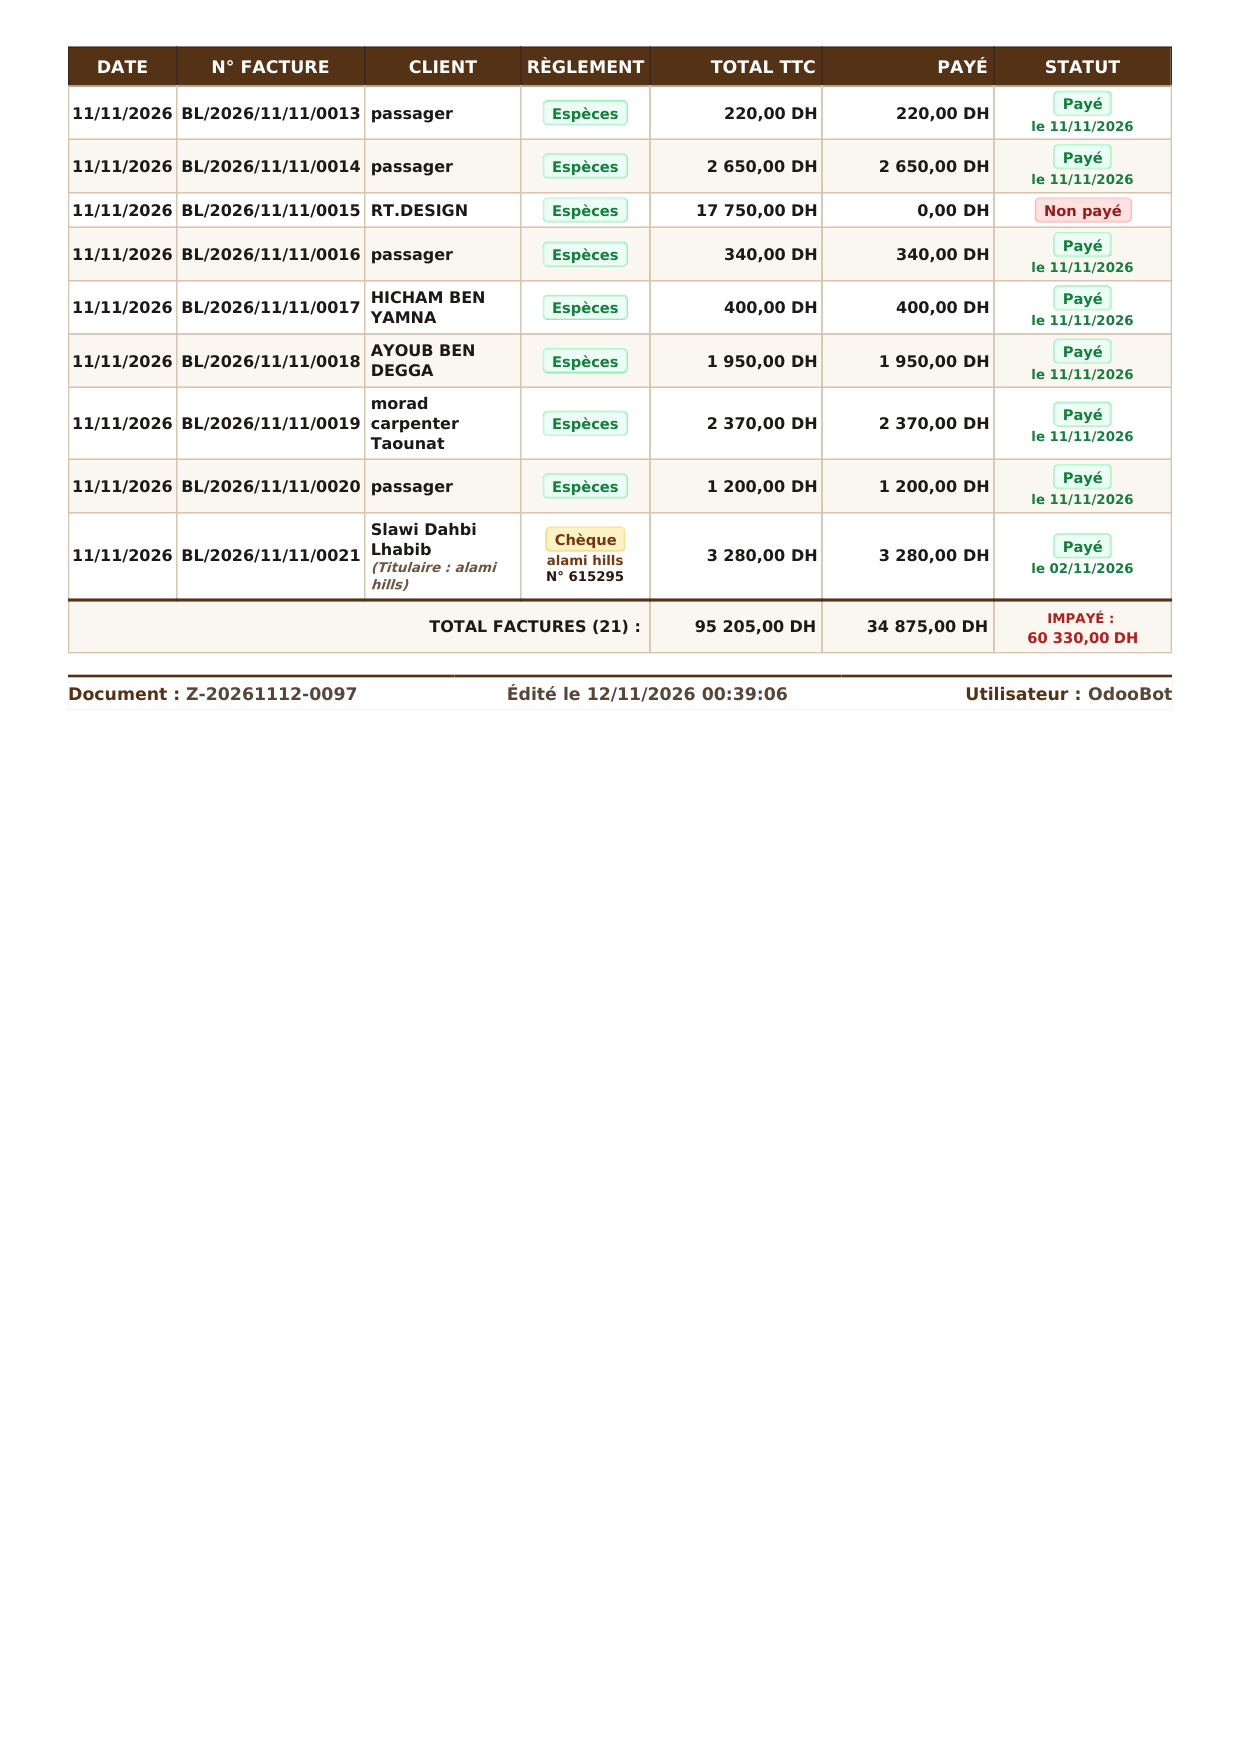 DATE N° FACTURE CLIENT RÈGLEMENT TOTAL TTC PAYÉ STATUT
11/11/2026 BL/2026/11/11/0013 passager Espèces 220,00 DH 220,00 DH Payé
le 11/11/2026
11/11/2026 BL/2026/11/11/0014 passager Espèces 2 650,00 DH 2 650,00 DH Payé
le 11/11/2026
11/11/2026 BL/2026/11/11/0015 RT.DESIGN Espèces 17 750,00 DH 0,00 DH Non payé
11/11/2026 BL/2026/11/11/0016 passager Espèces 340,00 DH 340,00 DH Payé
le 11/11/2026
11/11/2026 BL/2026/11/11/0017 HICHAM BEN
YAMNA Espèces 400,00 DH 400,00 DH Payé
le 11/11/2026
11/11/2026 BL/2026/11/11/0018 AYOUB BEN
DEGGA Espèces 1 950,00 DH 1 950,00 DH Payé
le 11/11/2026
11/11/2026 BL/2026/11/11/0019 morad
carpenter
Taounat Espèces 2 370,00 DH 2 370,00 DH Payé
le 11/11/2026
11/11/2026 BL/2026/11/11/0020 passager Espèces 1 200,00 DH 1 200,00 DH Payé
le 11/11/2026
11/11/2026 BL/2026/11/11/0021 Slawi Dahbi
Lhabib
(Titulaire : alami
hills) Chèque
alami hills
N° 615295 3 280,00 DH 3 280,00 DH Payé
le 02/11/2026
TOTAL FACTURES (21) : 95 205,00 DH 34 875,00 DH IMPAYÉ :
60 330,00 DH
Document : Z-20261112-0097 Édité le 12/11/2026 00:39:06 Utilisateur : OdooBot